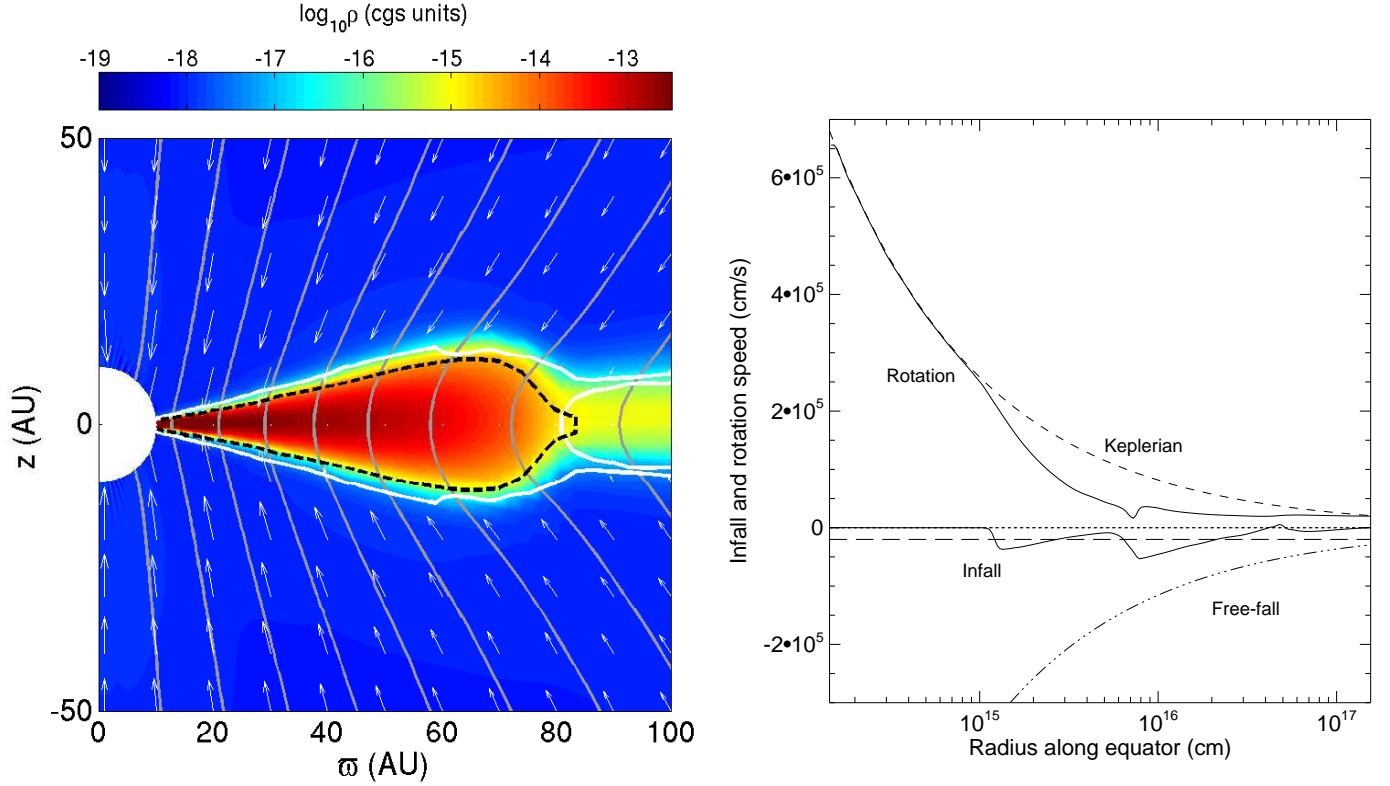 log₁₀ρ (cgs units)
-19 -18 -17 -16 -15 -14 -13
50
0
-50
z (AU)
0 20 40 60 80 100
ϖ (AU)
6•10⁵
4•10⁵
2•10⁵
0
-2•10⁵
Infall and rotation speed (cm/s)
Rotation
Keplerian
Infall
Free-fall
10¹⁵ 10¹⁶ 10¹⁷
Radius along equator (cm)